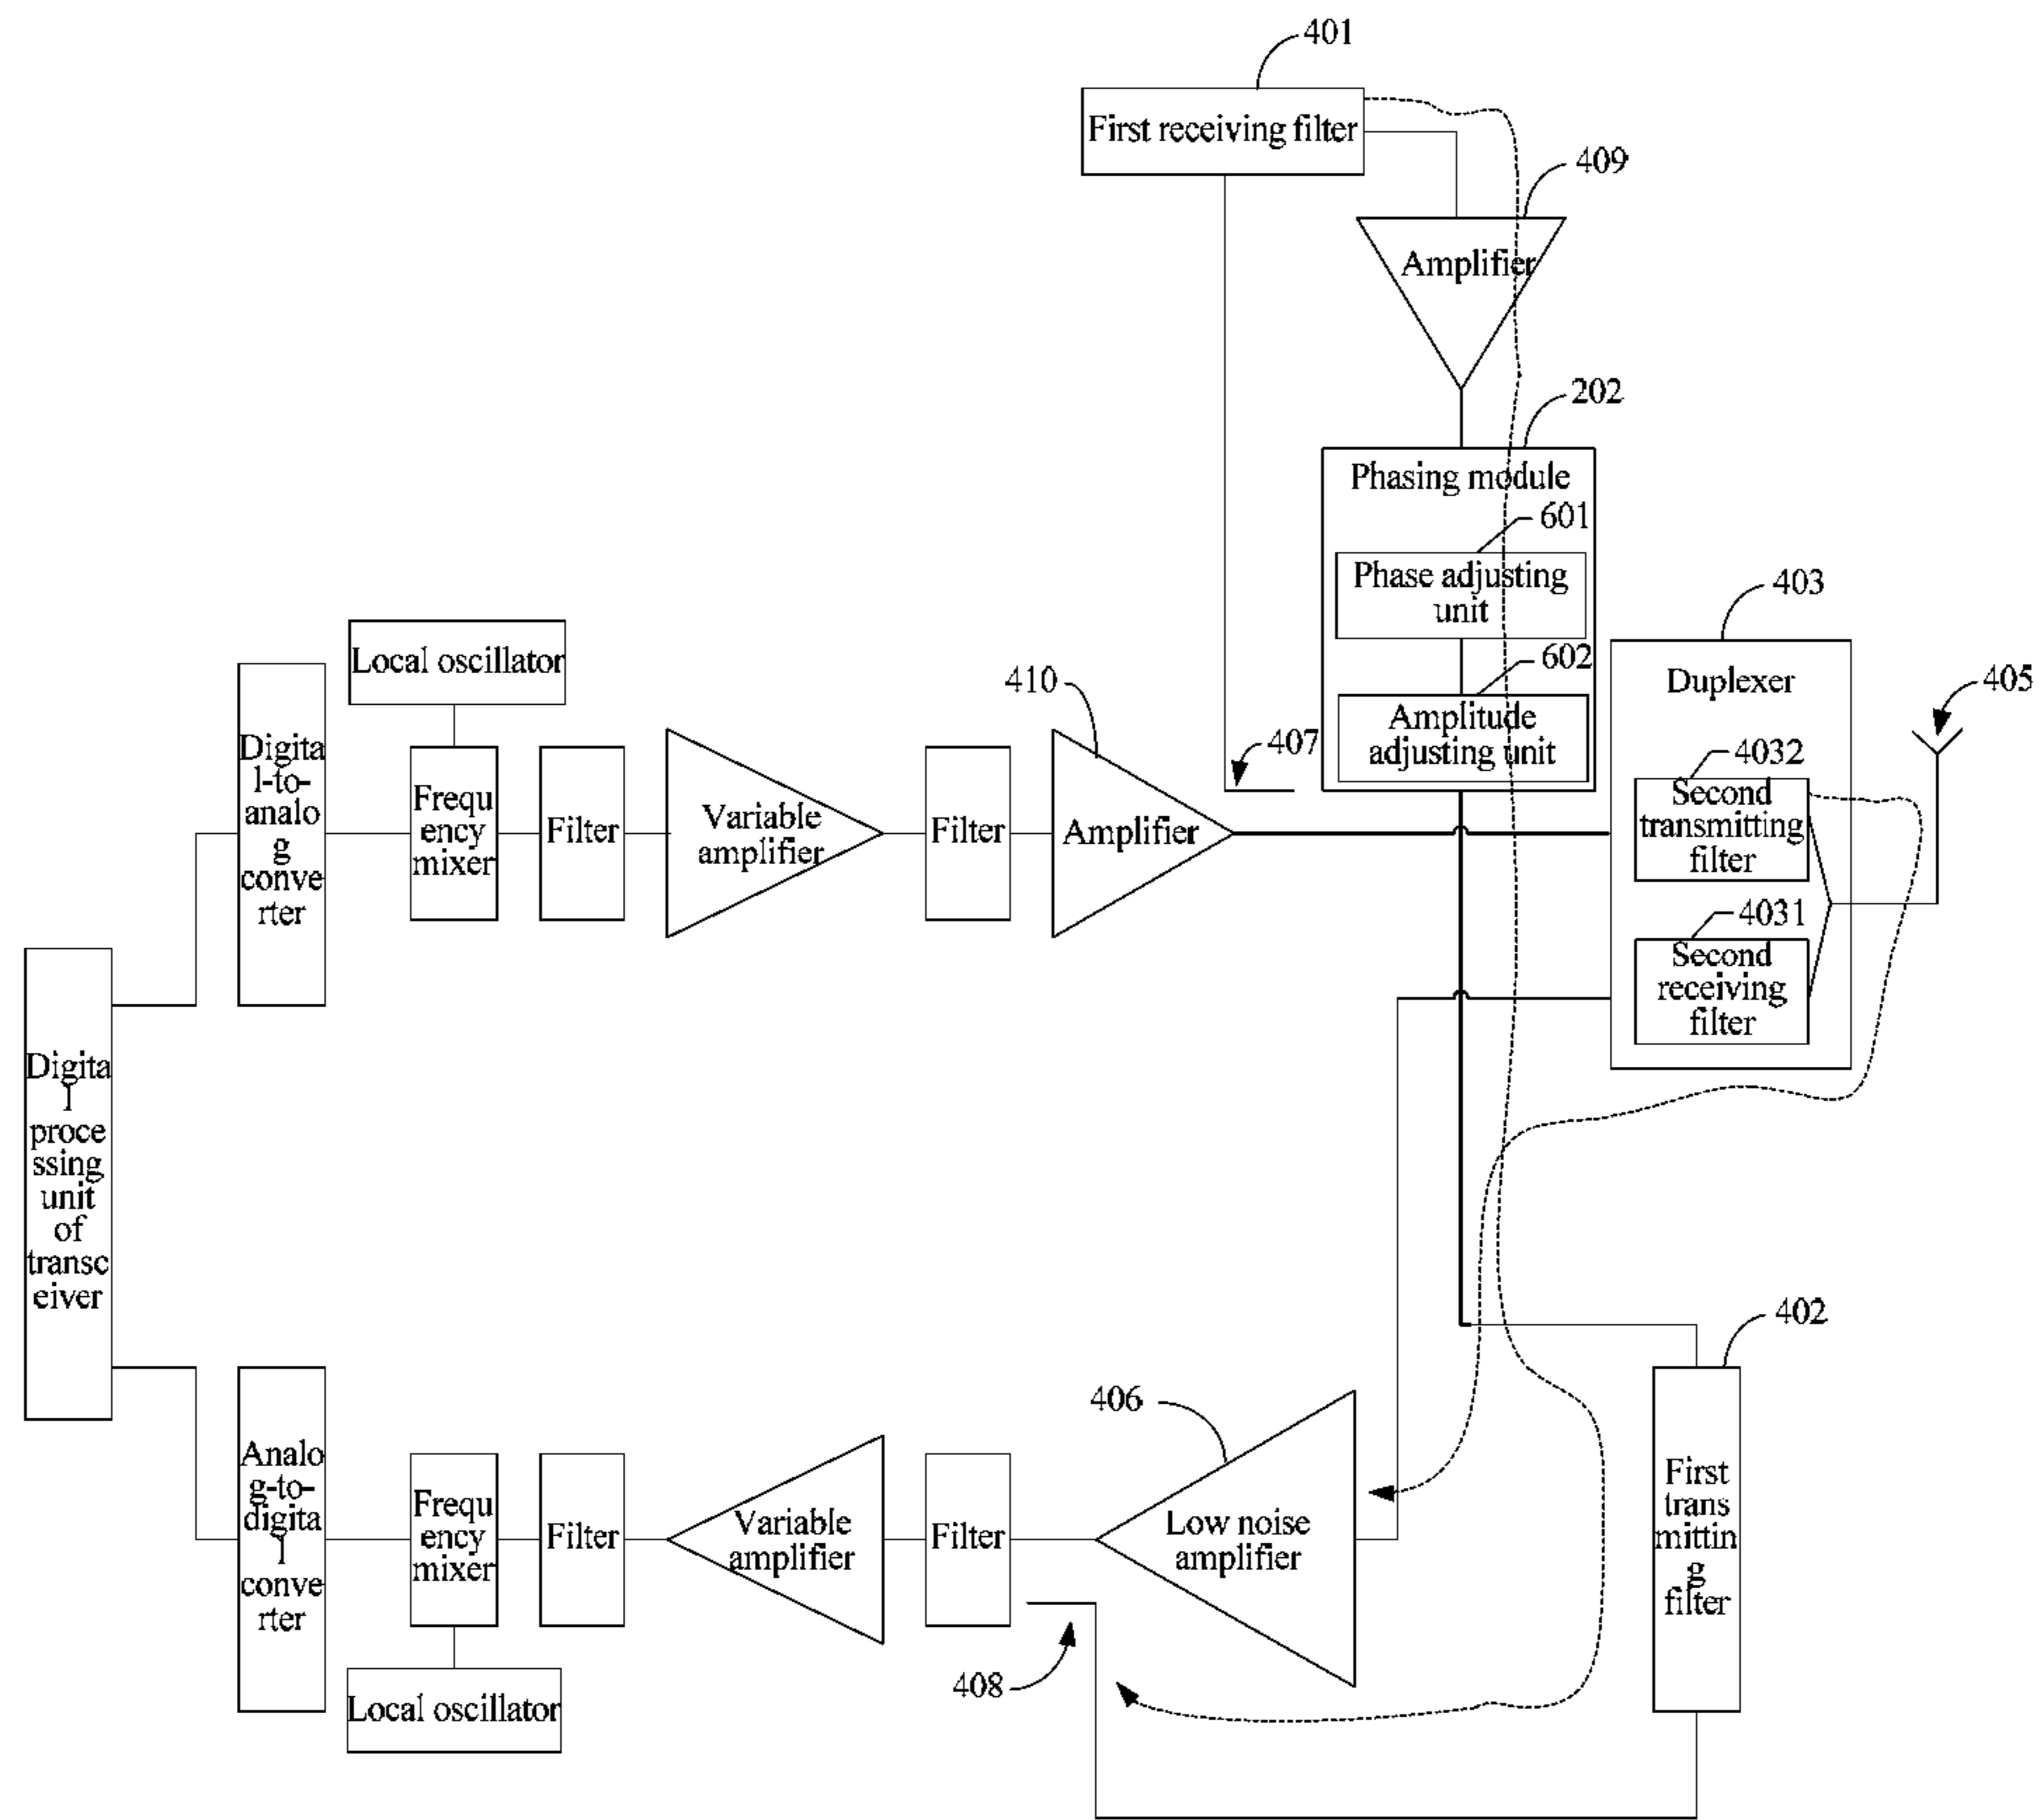 401
First receiving filter
409
Amplifier
202
Phasing module
601
Phase adjusting
unit
602
Amplitude
adjusting unit
403
Duplexer
405
4032
Second
transmitting
filter
4031
Second
receiving
filter
Local oscillator
410
407
Digita
l-to-
analo
g
conve
rter
Frequ
ency
mixer
Filter
Variable
amplifier
Filter
Amplifier
Digita
l
proce
ssing
unit
of
transc
eiver
402
First
trans
mittin
g
filter
406
Analo
g-to-
digita
l
conve
rter
Frequ
ency
mixer
Filter
Variable
amplifier
Filter
Low noise
amplifier
408
Local oscillator